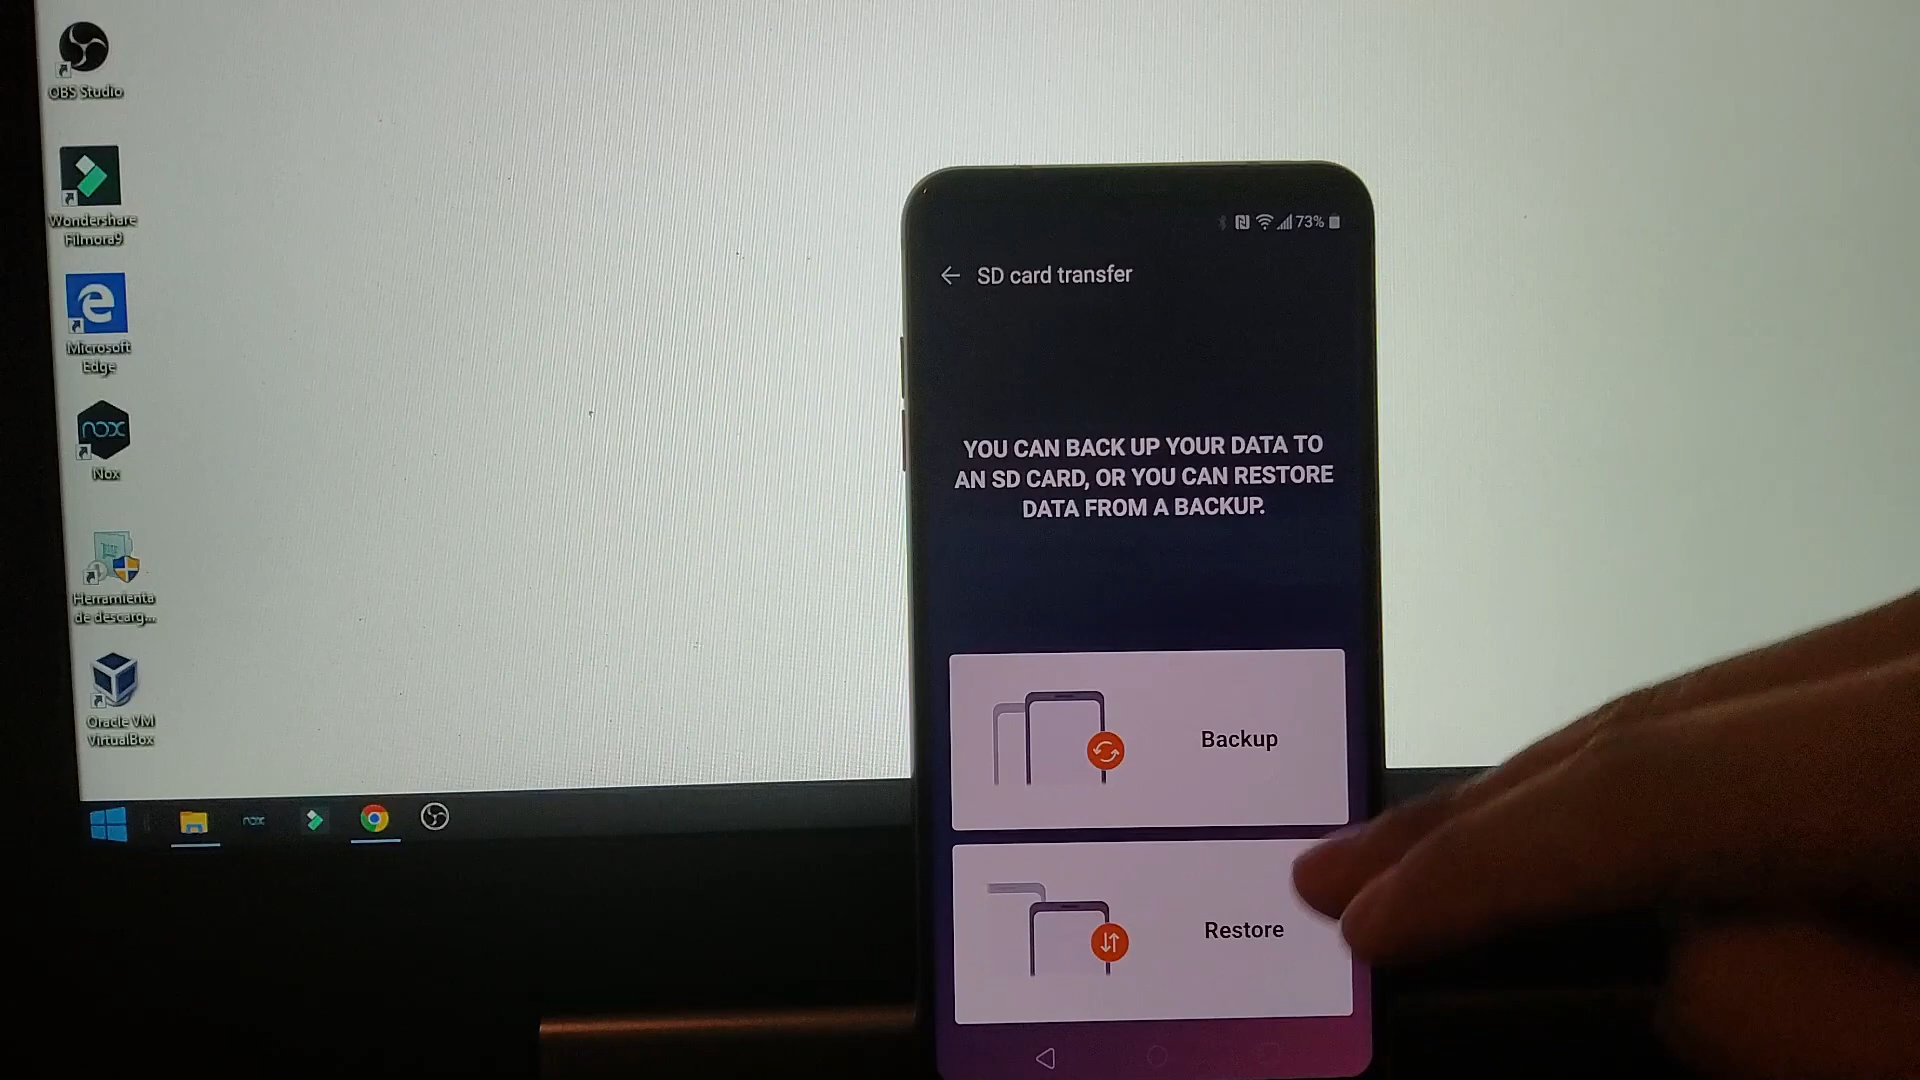 OBS Studio
Wondershare
Filmora9
Microsoft
Edge
nox
Nox
Herramienta
de descarg...
Oracle VM
VirtualBox
nox
73%
SD card transfer
YOU CAN BACK UP YOUR DATA TO
AN SD CARD, OR YOU CAN RESTORE
DATA FROM A BACKUP.
Backup
Restore